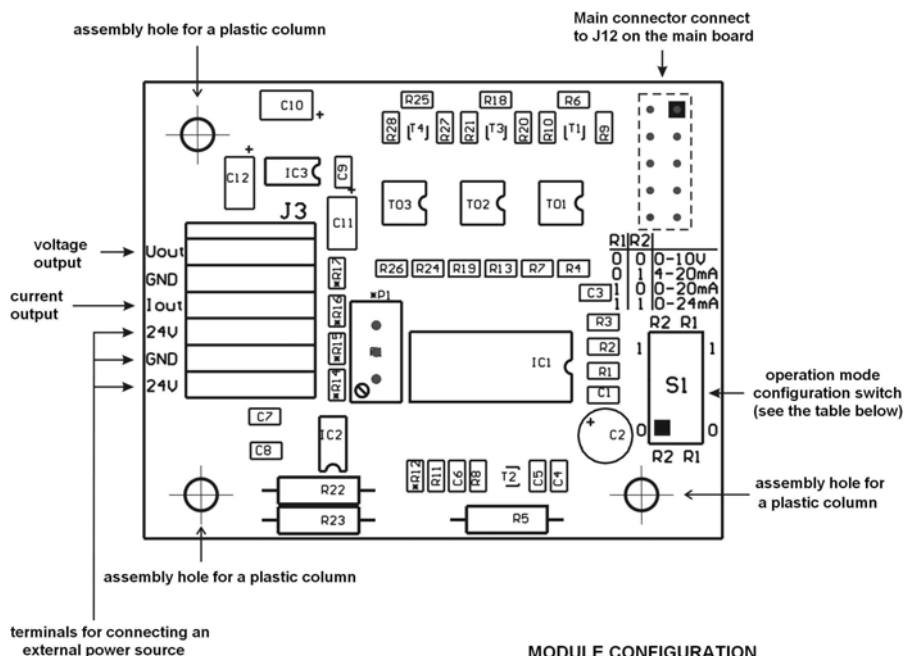 assembly hole for a plastic column
Main connector connect
to J12 on the main board
C10
R25
R18
R6
R28
T4
R27
R21
T3
R20
R10
T1
R9
C12
IC3
C9
J3
C11
TO3
TO2
TO1
voltage
output
Uout
GND
current
output
Iout
24V
GND
24V
*R17
*R16
*R15
*R14
*P1
R26
R24
R19
R13
R7
R4
R1 R2
0 0 0-10V
0 1 4-20mA
1 0 0-20mA
1 1 0-24mA
C3
R3
R2
R1
C1
IC1
C2
R2 R1
1 1
S1
0 0
R2 R1
operation mode
configuration switch
(see the table below)
C7
C8
IC2
R22
R23
*R12
R11
C6
R8
T2
C5
C4
R5
assembly hole for
a plastic column
assembly hole for a plastic column
terminals for connecting an
external power source
MODULE CONFIGURATION